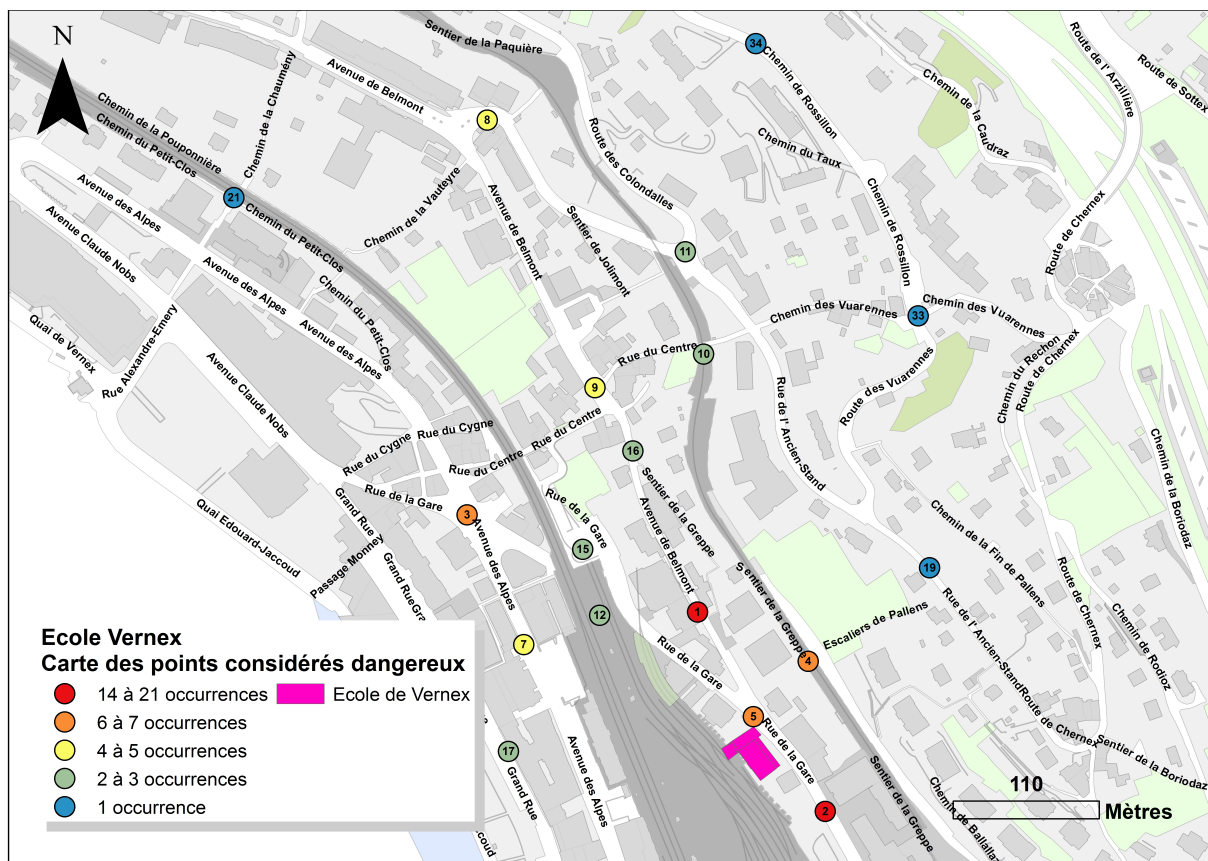 N
Sentier de la Paquière
34
Chemin de Rossillon
Route de l' Arzillière
Route de Sottex
Avenue de Belmont
Chemin de la Chaumény
Chemin de la Pouponnière
Chemin du Petit-Clos
8
Route des Colondalles
Chemin du Taux
Chemin de la Caudraz
21
Avenue des Alpes
Chemin du Petit-Clos
Chemin de la Vauteyre
Avenue de Belmont
Sentier de Jolimont
11
Chemin de Rossillon
Route de Chernex
Avenue Claude Nobs
Avenue des Alpes
Chemin du Petit-Clos
Avenue des Alpes
Quai de Vernex
Rue Alexandre-Emery
Chemin des Vuarennes
33
Chemin des Vuarennes
Rue du Centre
10
Avenue Claude Nobs
9
Rue de l' Ancien-Stand
Route des Vuarennes
Chemin du Rechon
Route de Chernex
Rue du Cygne
Rue du Cygne
Rue du Centre
Rue du Centre
16
Chemin de la Boriodaz
Rue de la Gare
Grand Rue
3
Avenue des Alpes
Rue de la Gare
Sentier de la Greppe
Avenue de Belmont
Quai Edouard-Jaccoud
Passage Monney
Grand Rue
15
19
Chemin de la Fin de Pallens
Route de Chernex
Chemin de Rodioz
12
1
Sentier de la Greppe
Escaliers de Pallens
Rue de l' Ancien-Stand
7
Rue de la Gare
4
5
Rue de la Gare
Route de Chernex
Sentier de la Boriodaz
17
Grand Rue
Avenue des Alpes
2
Sentier de la Greppe
Ecole Vernex
Carte des points considérés dangereux
14 à 21 occurrences
Ecole de Vernex
6 à 7 occurrences
4 à 5 occurrences
2 à 3 occurrences
1 occurrence
110
Mètres